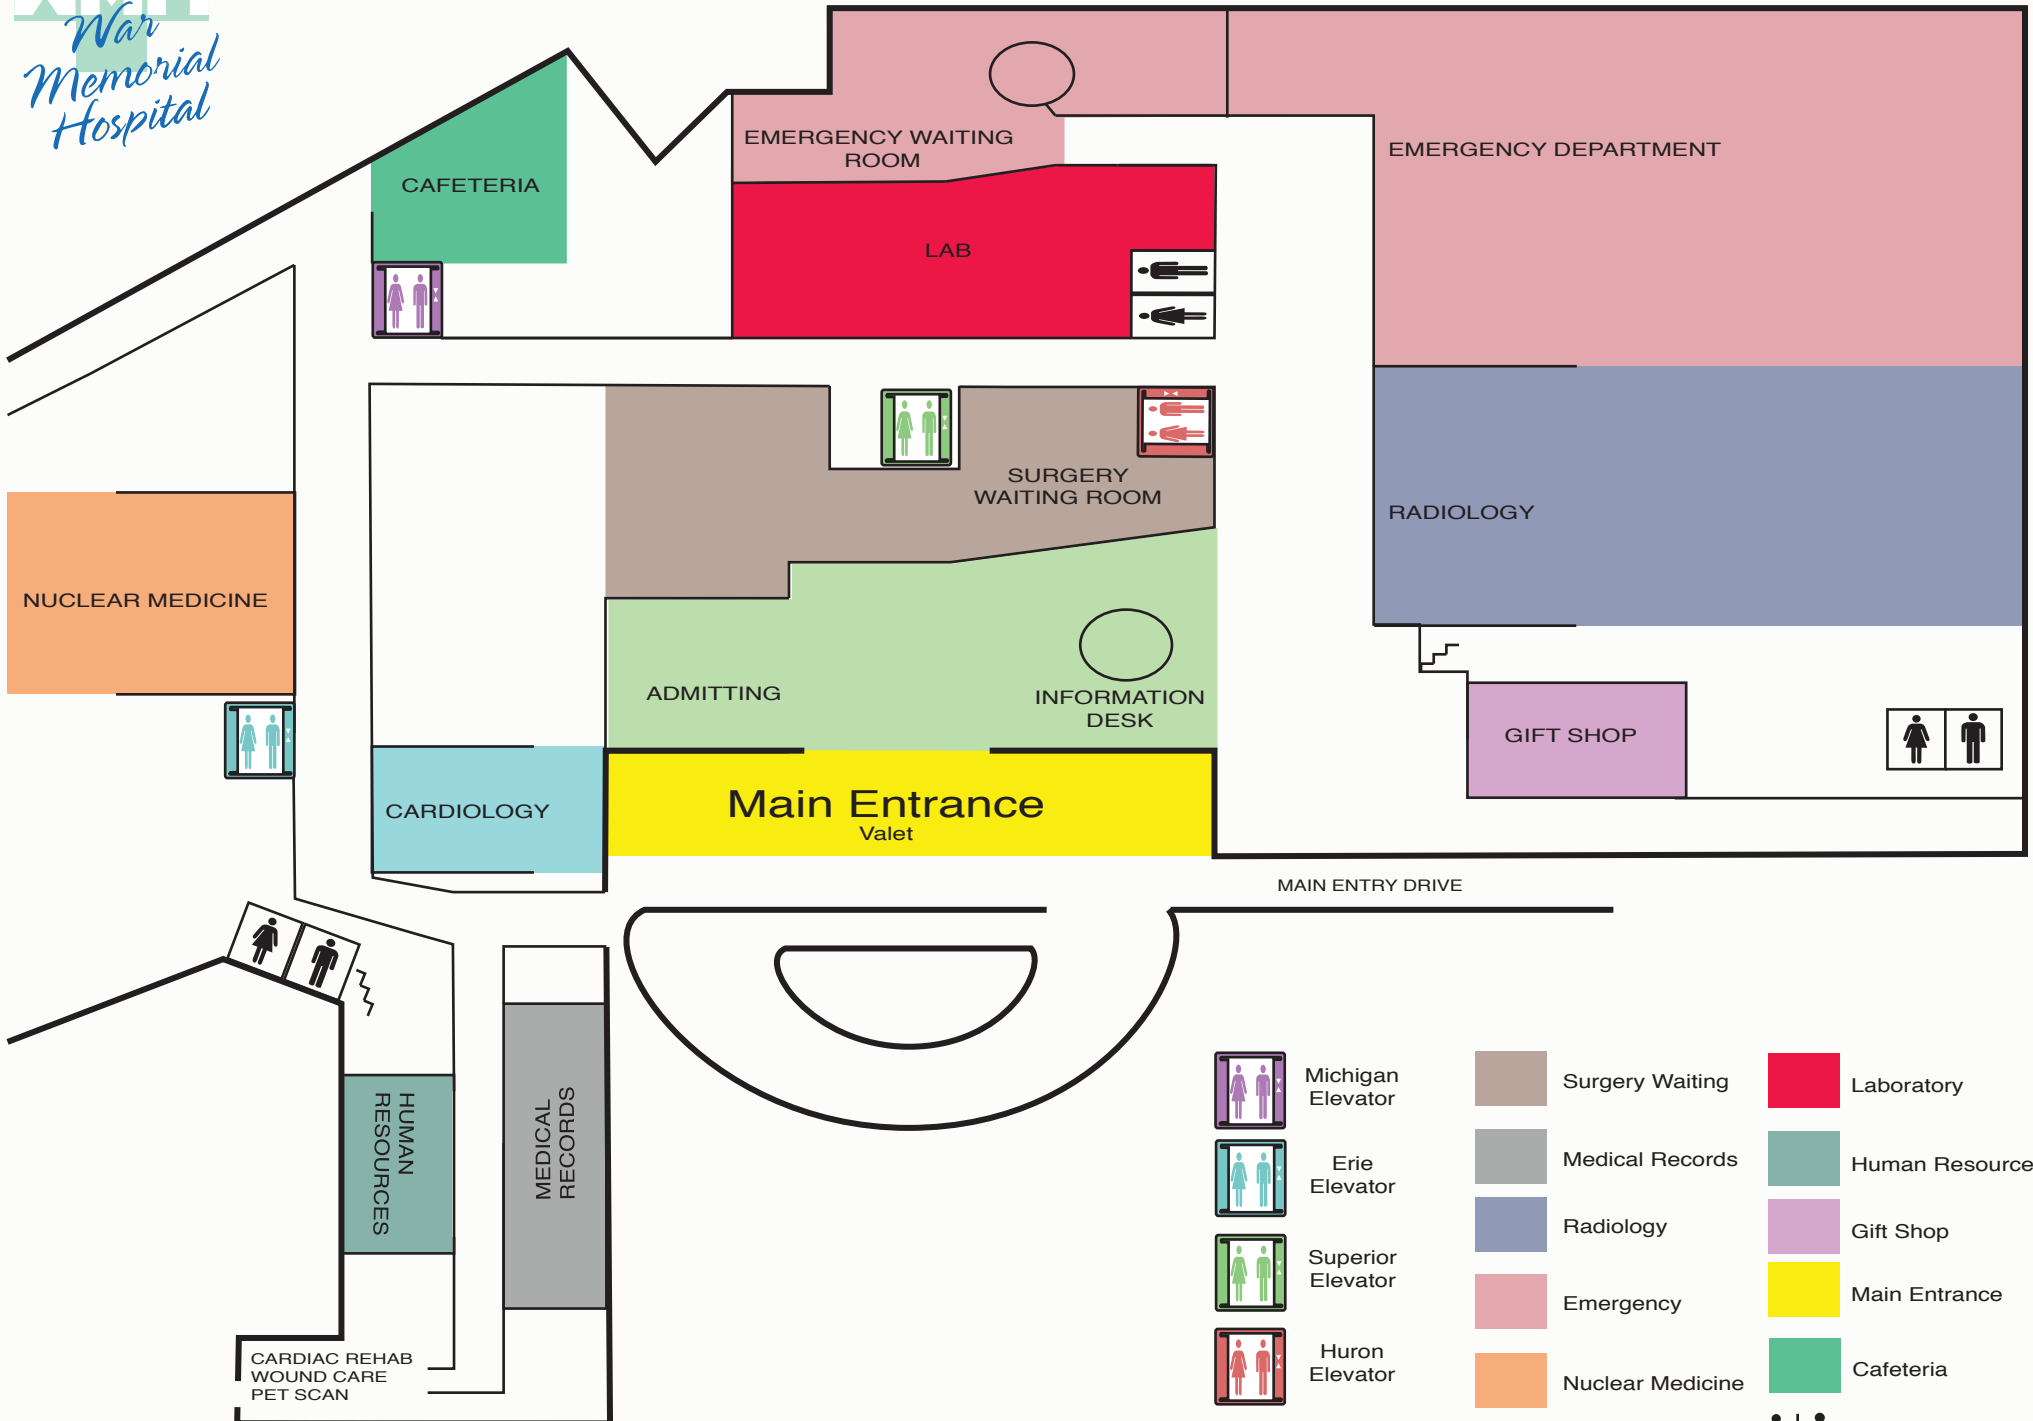 War
Memorial
Hospital
CAFETERIA
EMERGENCY WAITING
ROOM
EMERGENCY DEPARTMENT
LAB
SURGERY
WAITING ROOM
RADIOLOGY
NUCLEAR MEDICINE
ADMITTING
INFORMATION
DESK
GIFT SHOP
CARDIOLOGY
Main Entrance
Valet
MAIN ENTRY DRIVE
HUMAN
RESOURCES
MEDICAL
RECORDS
CARDIAC REHAB
WOUND CARE
PET SCAN
Michigan
Elevator
Erie
Elevator
Superior
Elevator
Huron
Elevator
Surgery Waiting
Medical Records
Radiology
Emergency
Nuclear Medicine
Laboratory
Human Resource
Gift Shop
Main Entrance
Cafeteria